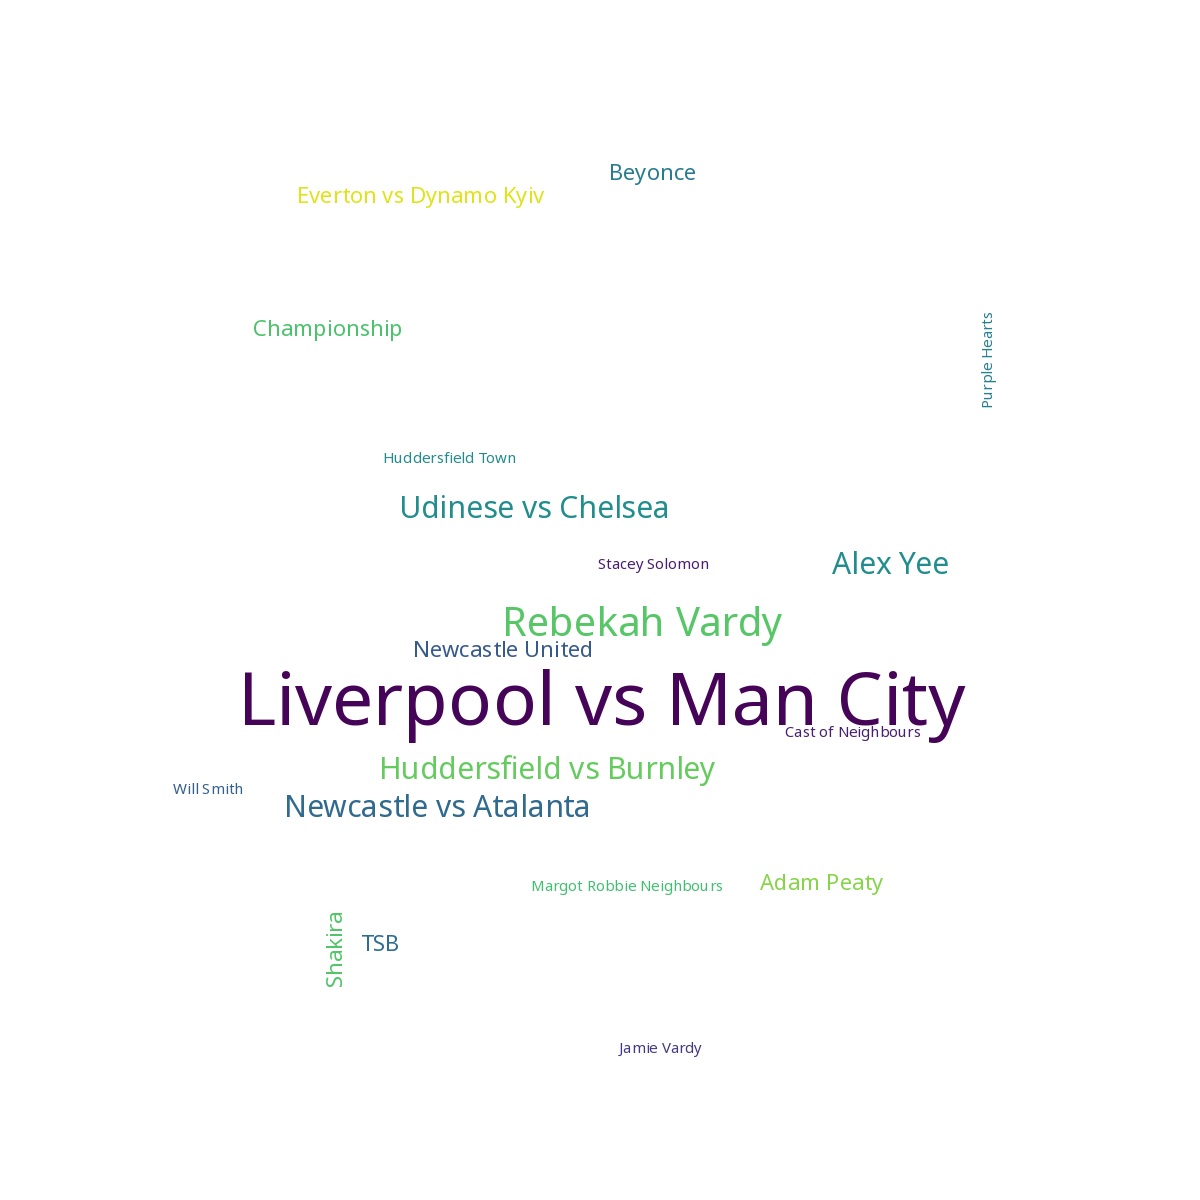 Beyonce
Everton vs Dynamo Kyiv
Championship
Purple Hearts
Huddersfield Town
Udinese vs Chelsea
Stacey Solomon
Alex Yee
Rebekah Vardy
Newcastle United
Liverpool vs Man City
Cast of Neighbours
Huddersfield vs Burnley
Will Smith
Newcastle vs Atalanta
Margot Robbie Neighbours
Adam Peaty
Shakira
TSB
Jamie Vardy